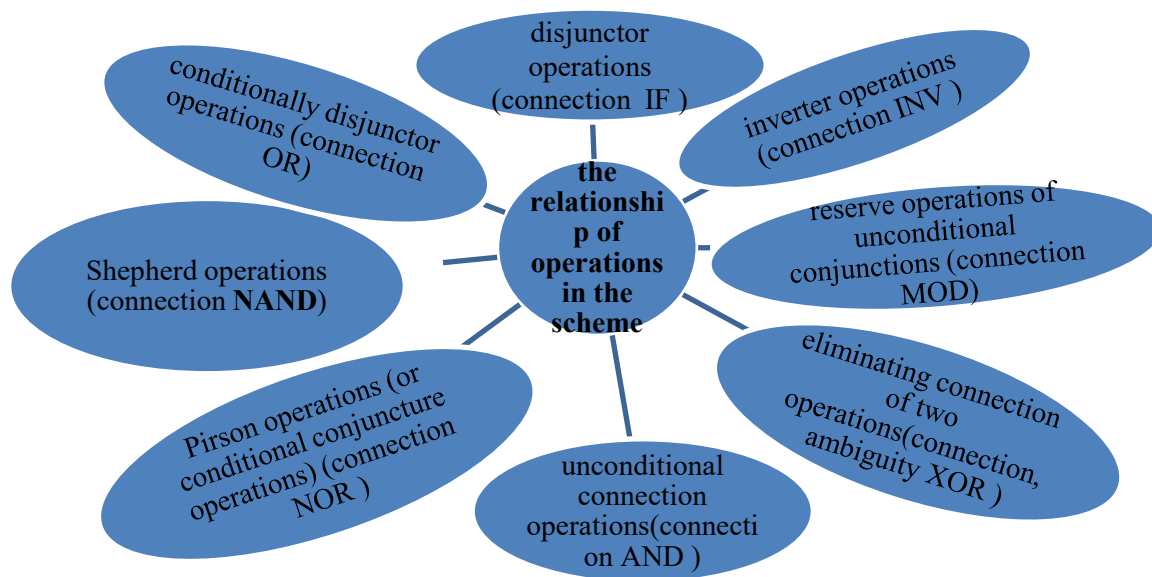 disjunctor
operations
(connection IF )
inverter operations
(connection INV )
reserve operations of
unconditional
conjunctions (connection
MOD)
eliminating connection
of two
operations(connection,
ambiguity XOR )
unconditional
connection
operations(connecti
on AND )
Pirson operations (or
conditional conjuncture
operations) (connection
NOR )
Shepherd operations
(connection NAND)
conditionally disjunctor
operations (connection
OR)
the
relationshi
p of
operations
in the
scheme